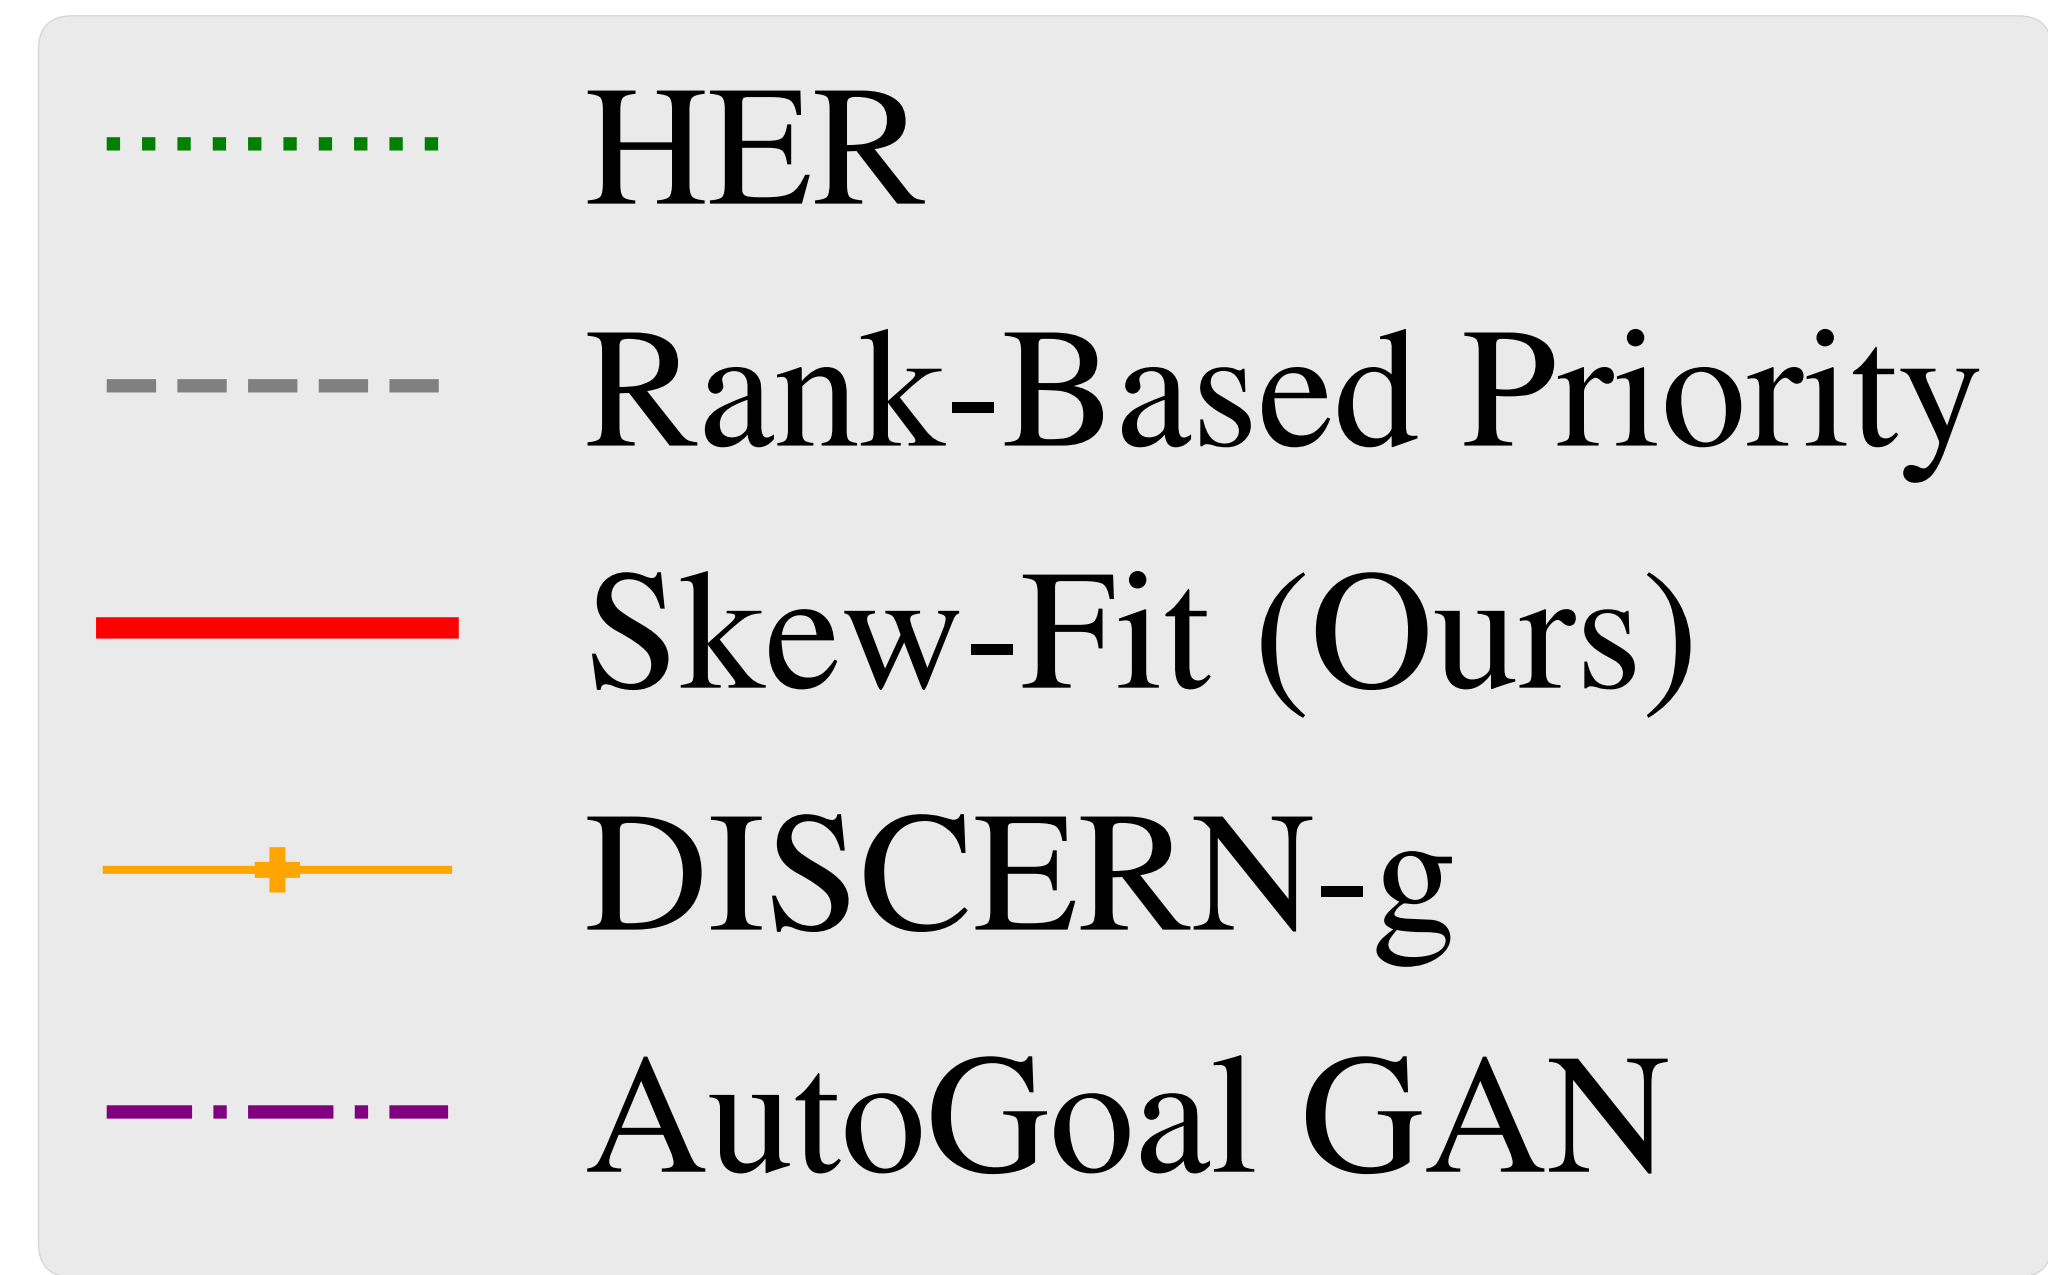 HER
Rank-Based Priority
Skew-Fit (Ours)
DISCERN-g
AutoGoal GAN